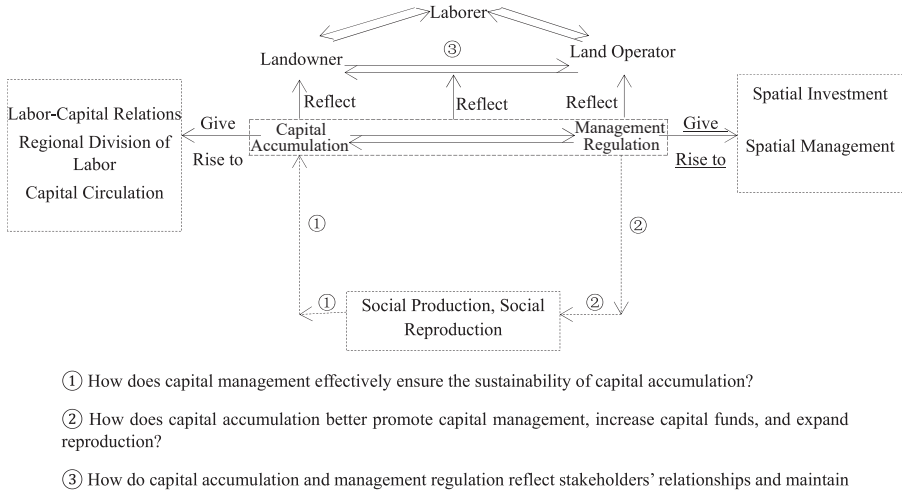 Laborer
Landowner
③
Land Operator
Reflect
Reflect
Reflect
Labor-Capital Relations
Regional Division of
Labor
Capital Circulation
Give
Rise to
Capital
Accumulation
Management
Regulation
Give
Rise to
Spatial Investment
Spatial Management
①
②
①
②
Social Production, Social
Reproduction
① How does capital management effectively ensure the sustainability of capital accumulation?
② How does capital accumulation better promote capital management, increase capital funds, and expand
reproduction?
③ How do capital accumulation and management regulation reflect stakeholders’ relationships and maintain